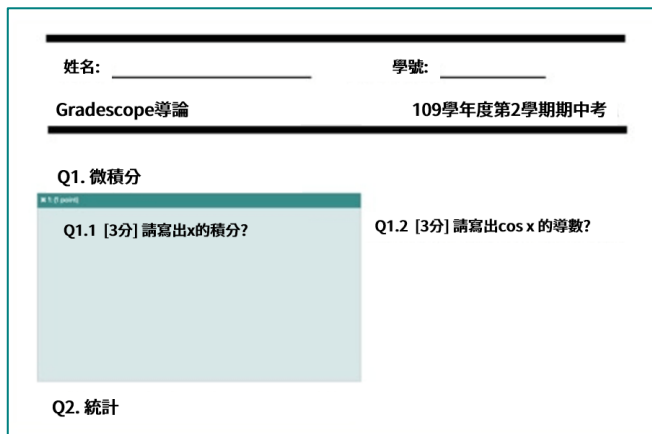 姓名: 學號:
Gradescope導論 109學年度第2學期期中考
Q1. 微積分
1: (1 point)
Q1.1 [3分] 請寫出x的積分?
Q1.2 [3分] 請寫出cos x 的導數?
Q2. 統計